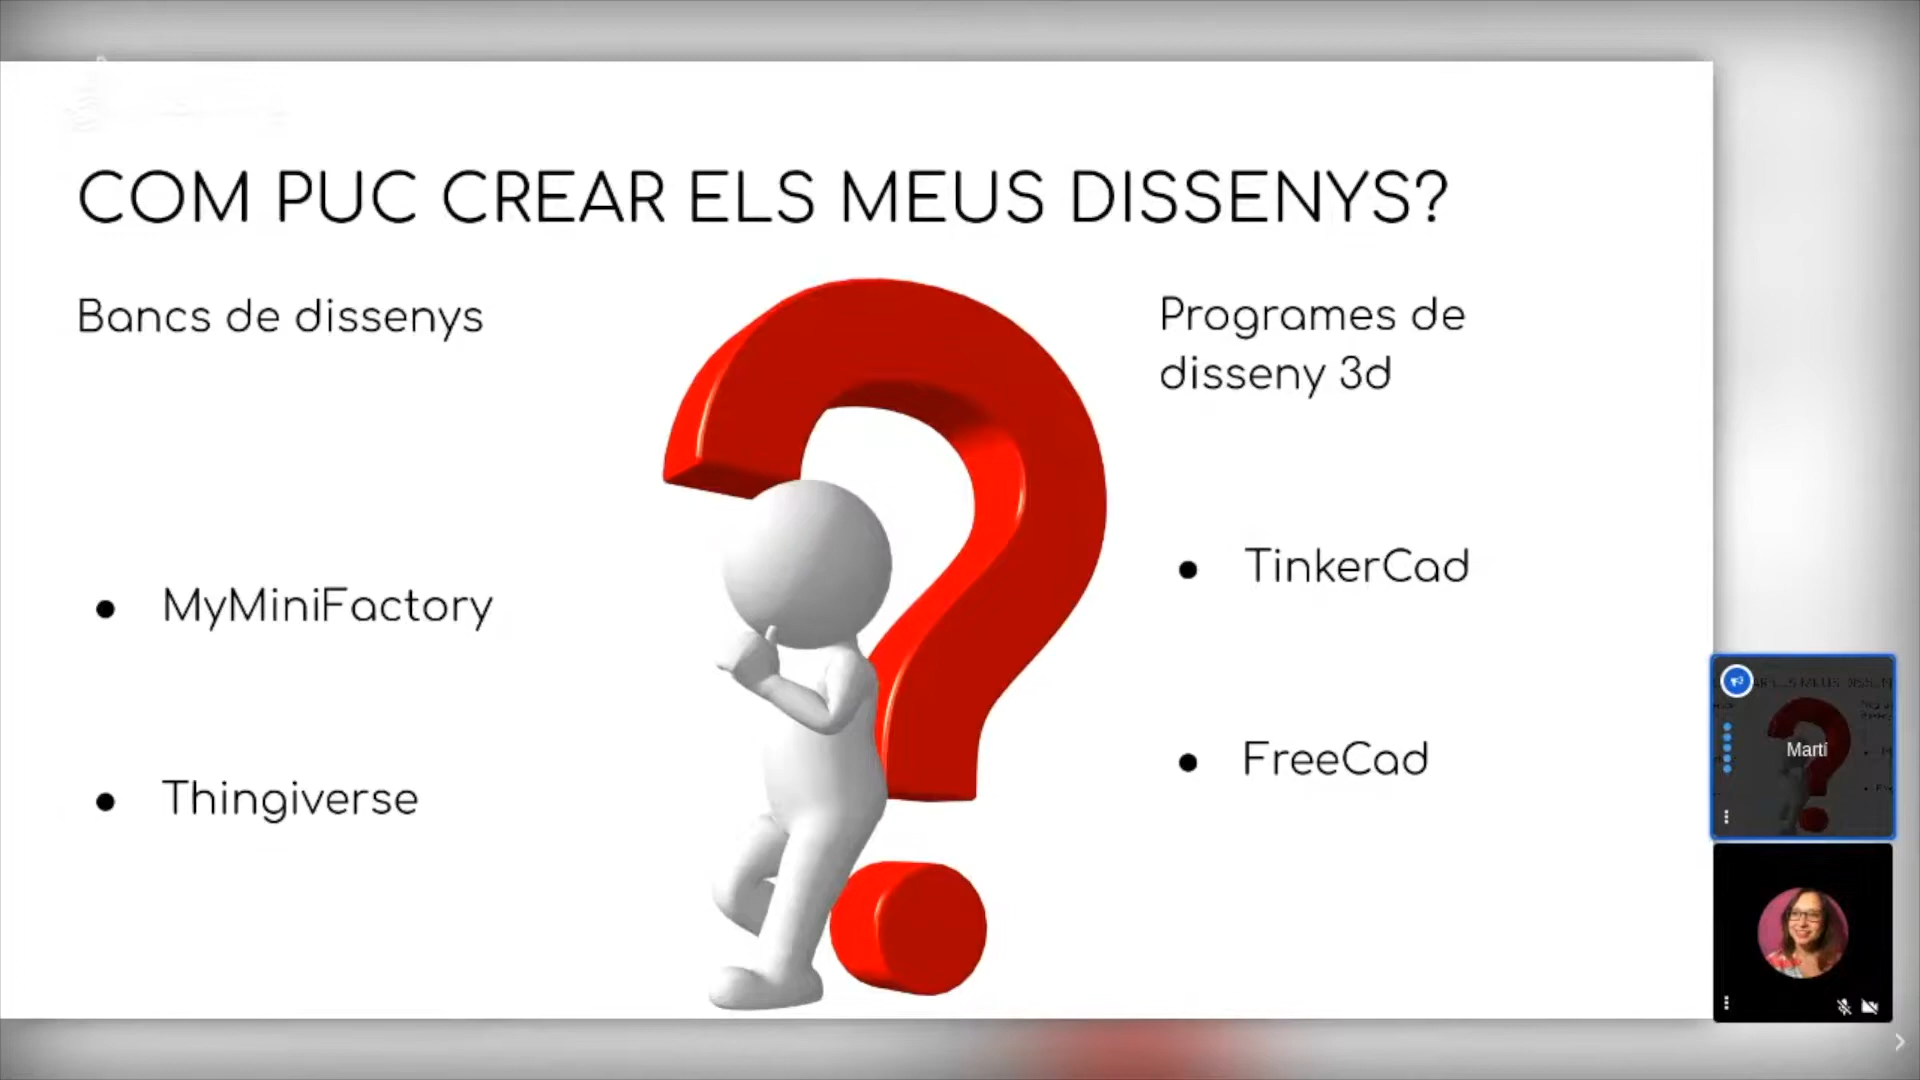 COM PUC CREAR ELS MEUS DISSENYS?
Bancs de dissenys
MyMiniFactory
Thingiverse
Programes de
disseny 3d
TinkerCad
FreeCad
Martí